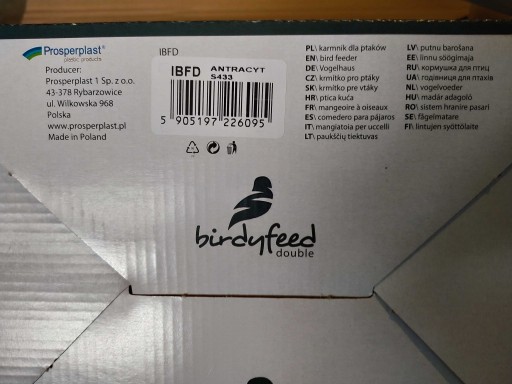 Prosperplast®
plastic products
Producer:
Prosperplast 1 Sp. z o.o.
43-378 Rybarzowice
ul. Wilkowska 968
Polska
www.prosperplast.pl
Made in Poland
IBFD
IBFD ANTRACYT
S433
5 905197 226095
PL\ karmnik dla ptaków
EN\ bird feeder
DE\ Vogelhaus
CZ\ krmítko pro ptáky
SK\ krmítko pre vtáky
HR\ ptica kuća
FR\ mangeoire à oiseaux
ES\ comedero para pájaros
IT\ mangiatoia per uccelli
LT\ paukščių tiektuvas
LV\ putnu barošana
EE\ linnu söögimaja
RU\ кормушка для птиц
UA\ годівниця для птахів
NL\ vogelvoeder
HU\ madár adagoló
RO\ sistem hranire pasari
SE\ fågelmatare
FI\ lintujen syöttölaite
birdyfeed
double